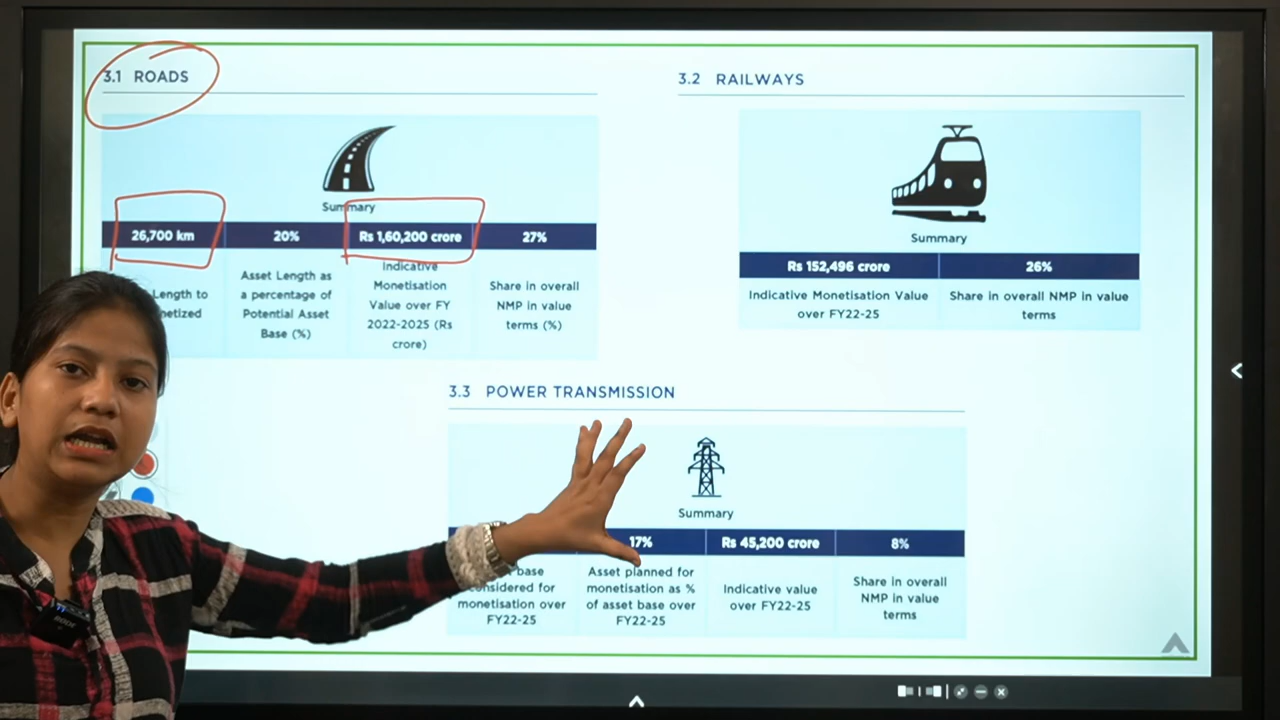 3.1 ROADS
Summary
26,700 km
20%
Rs 1,60,200 crore
27%
Length to
Asset Length as
a percentage of
Potential Asset
Base (%)
Indicative
Monetisation
Value over FY
2022-2025 (Rs
crore)
Share in overall
NMP in value
terms (%)
3.2 RAILWAYS
Summary
Rs 152,496 crore
26%
Indicative Monetisation Value
over FY22-25
Share in overall NMP in value
terms
3.3 POWER TRANSMISSION
Summary
17%
Rs 45,200 crore
8%
base
considered for
monetisation over
FY22-25
Asset planned for
monetisation as %
of asset base over
FY22-25
Indicative value
over FY22-25
Share in overall
NMP in value
terms
RODE